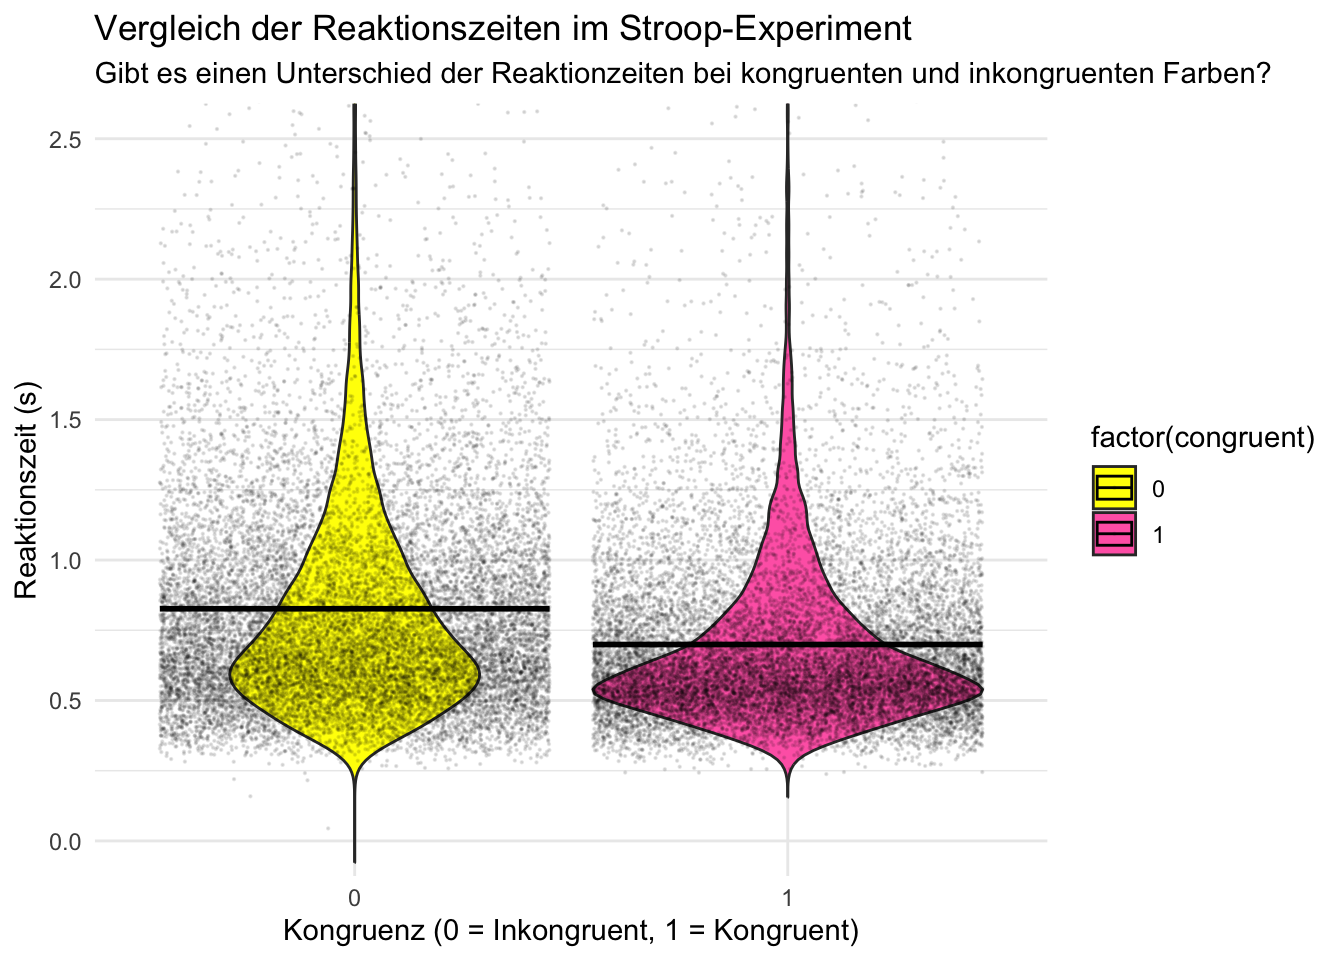 Vergleich der Reaktionszeiten im Stroop-Experiment
Gibt es einen Unterschied der Reaktionzeiten bei kongruenten und inkongruenten Farben?
Reaktionszeit (s)
2.5
2.0
1.5
1.0
0.5
0.0
0
1
Kongruenz (0 = Inkongruent, 1 = Kongruent)
factor(congruent)
0
1